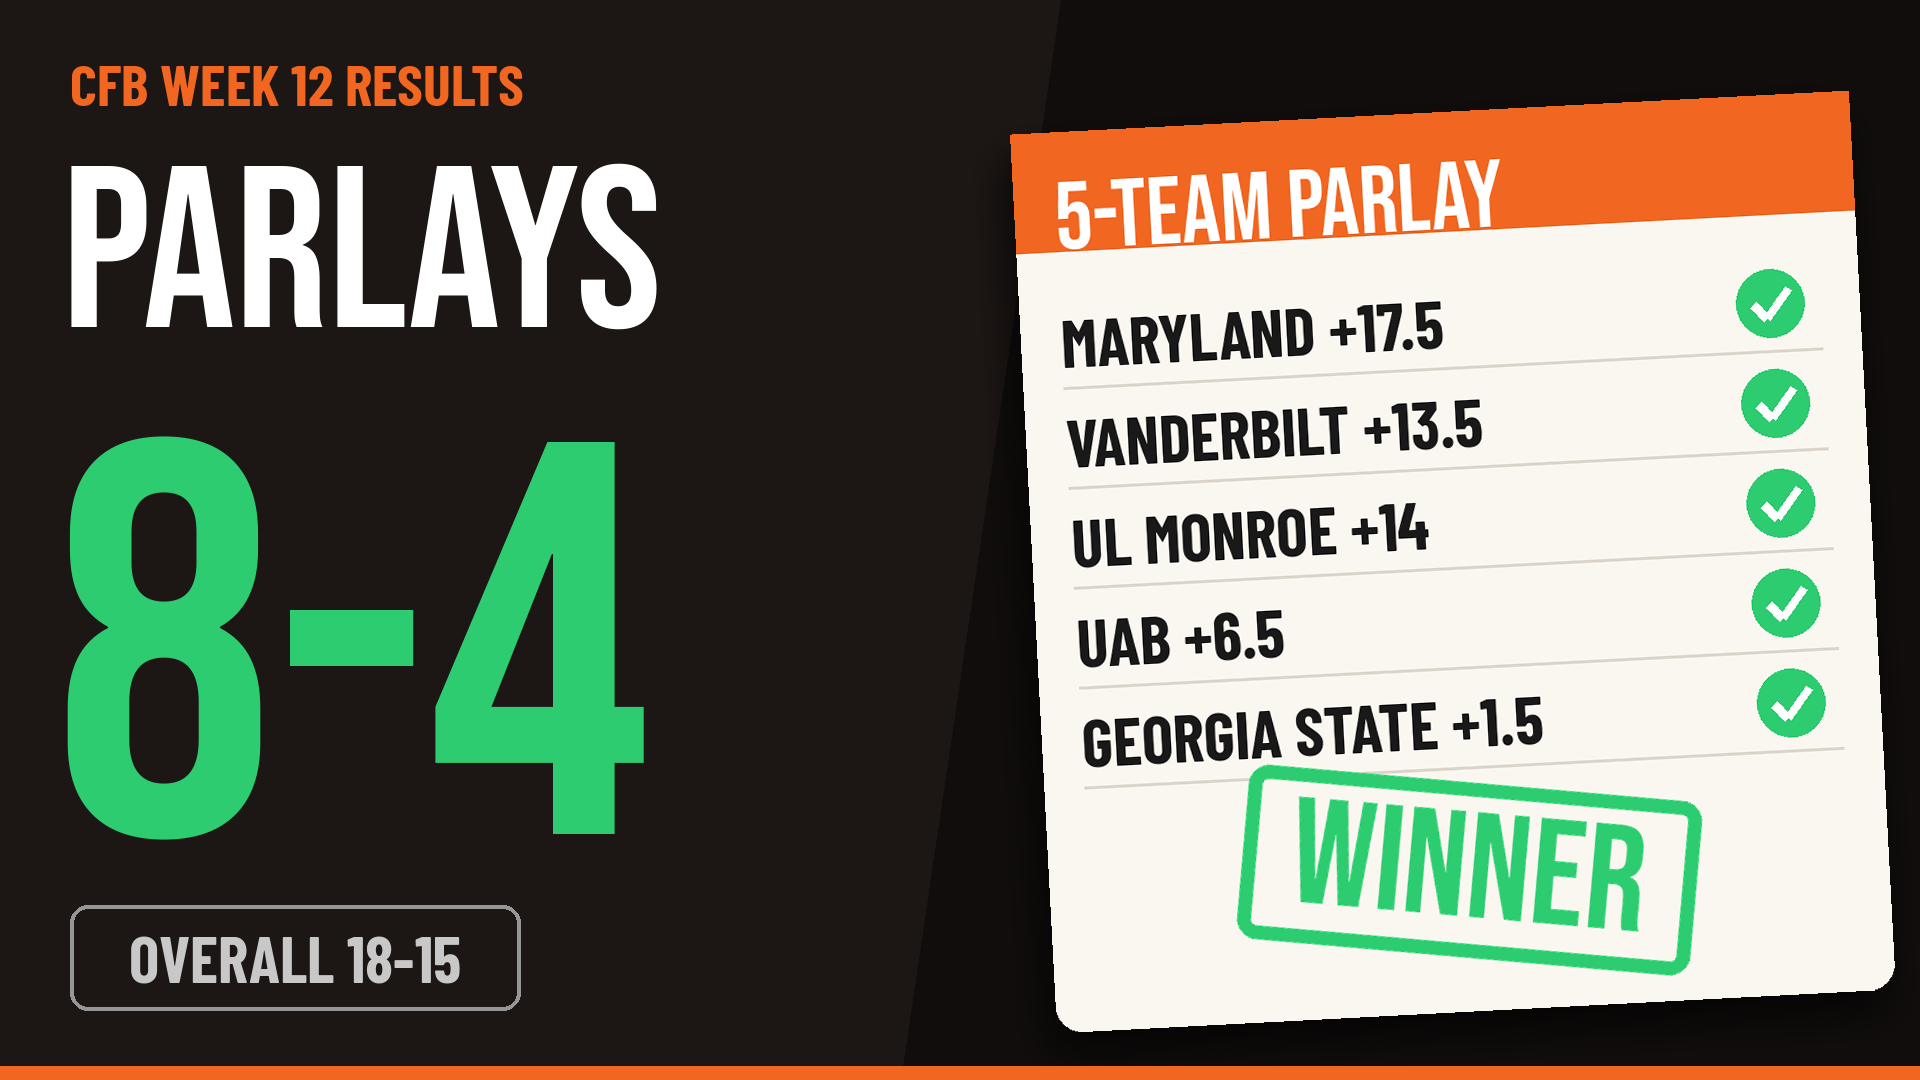 CFB WEEK 12 RESULTS
PARLAYS
8-4
OVERALL 18-15
5-TEAM PARLAY
MARYLAND +17.5
VANDERBILT +13.5
UL MONROE +14
UAB +6.5
GEORGIA STATE +1.5
WINNER